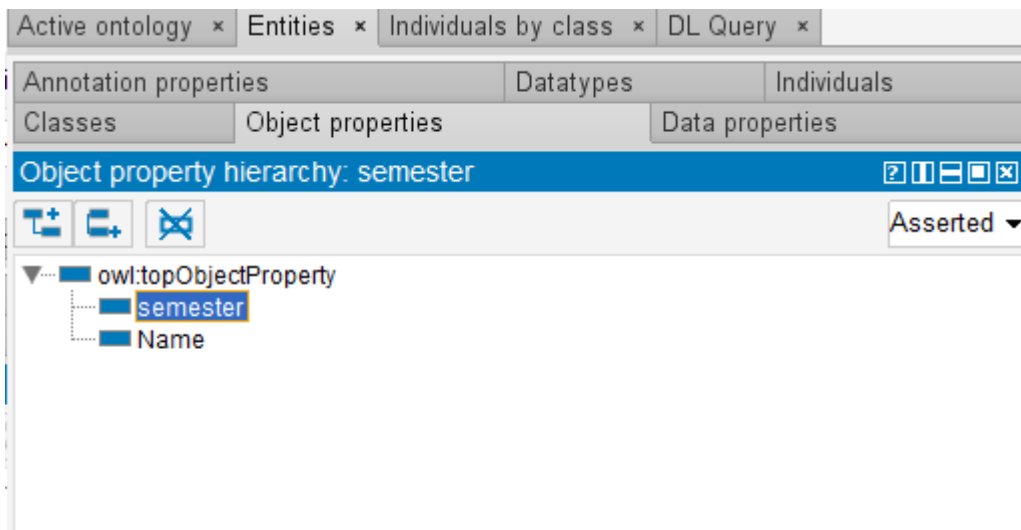 Active ontology × Entities × Individuals by class × DL Query ×
Annotation properties Datatypes Individuals
Classes Object properties Data properties
Object property hierarchy: semester
Asserted
owl:topObjectProperty
semester
Name